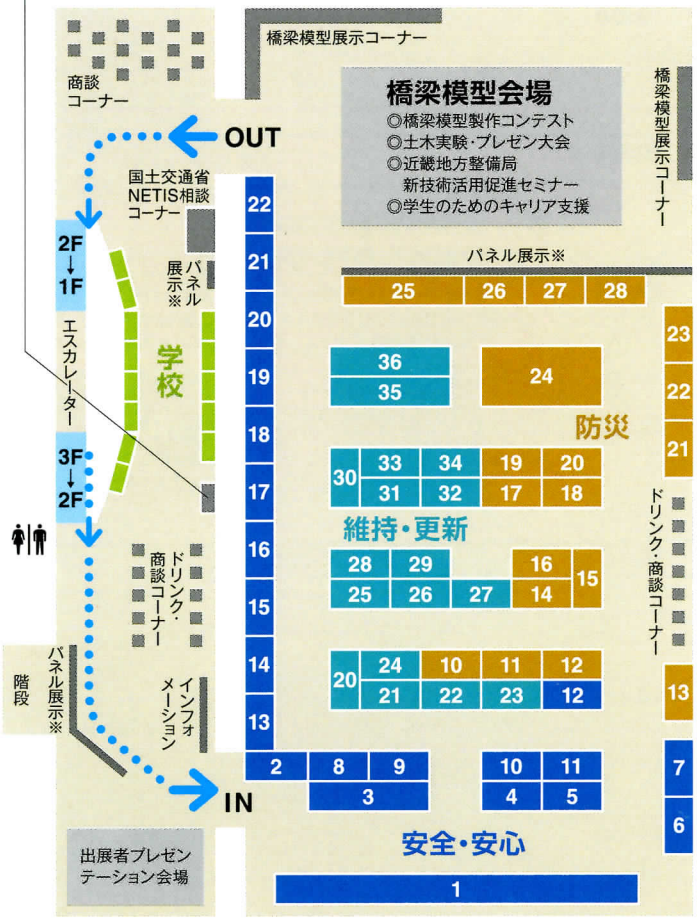 橋梁模型展示コーナー
商談
コーナー
橋梁模型会場
◎橋梁模型製作コンテスト
◎土木実験・プレゼン大会
◎近畿地方整備局
新技術活用促進セミナー
◎学生のためのキャリア支援
橋梁模型展示コーナー
OUT
国土交通省
NETIS相談
コーナー
パネル
展示※
2F
↓
1F
エスカレーター
3F
↓
2F
学校
パネル展示※
25
26
27
28
22
21
20
19
18
17
16
15
14
13
36
35
24
23
22
21
防災
30
33
34
19
20
31
32
17
18
維持・更新
28
29
16
15
25
26
27
14
ドリンク・商談コーナー
ドリンク・
商談コーナー
20
24
10
11
12
21
22
23
12
13
インフォ
メーション
パネル展示※
階段
2
8
9
3
10
11
4
5
7
6
IN
安全・安心
1
出展者プレゼン
テーション会場